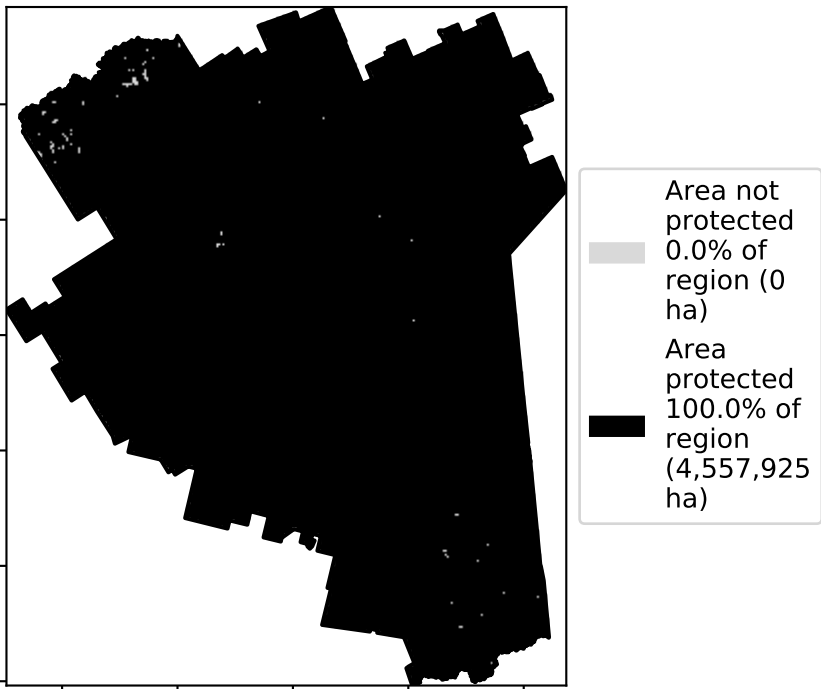 Area not
protected
0.0% of
region (0
ha)
Area
protected
100.0% of
region
(4,557,925
ha)